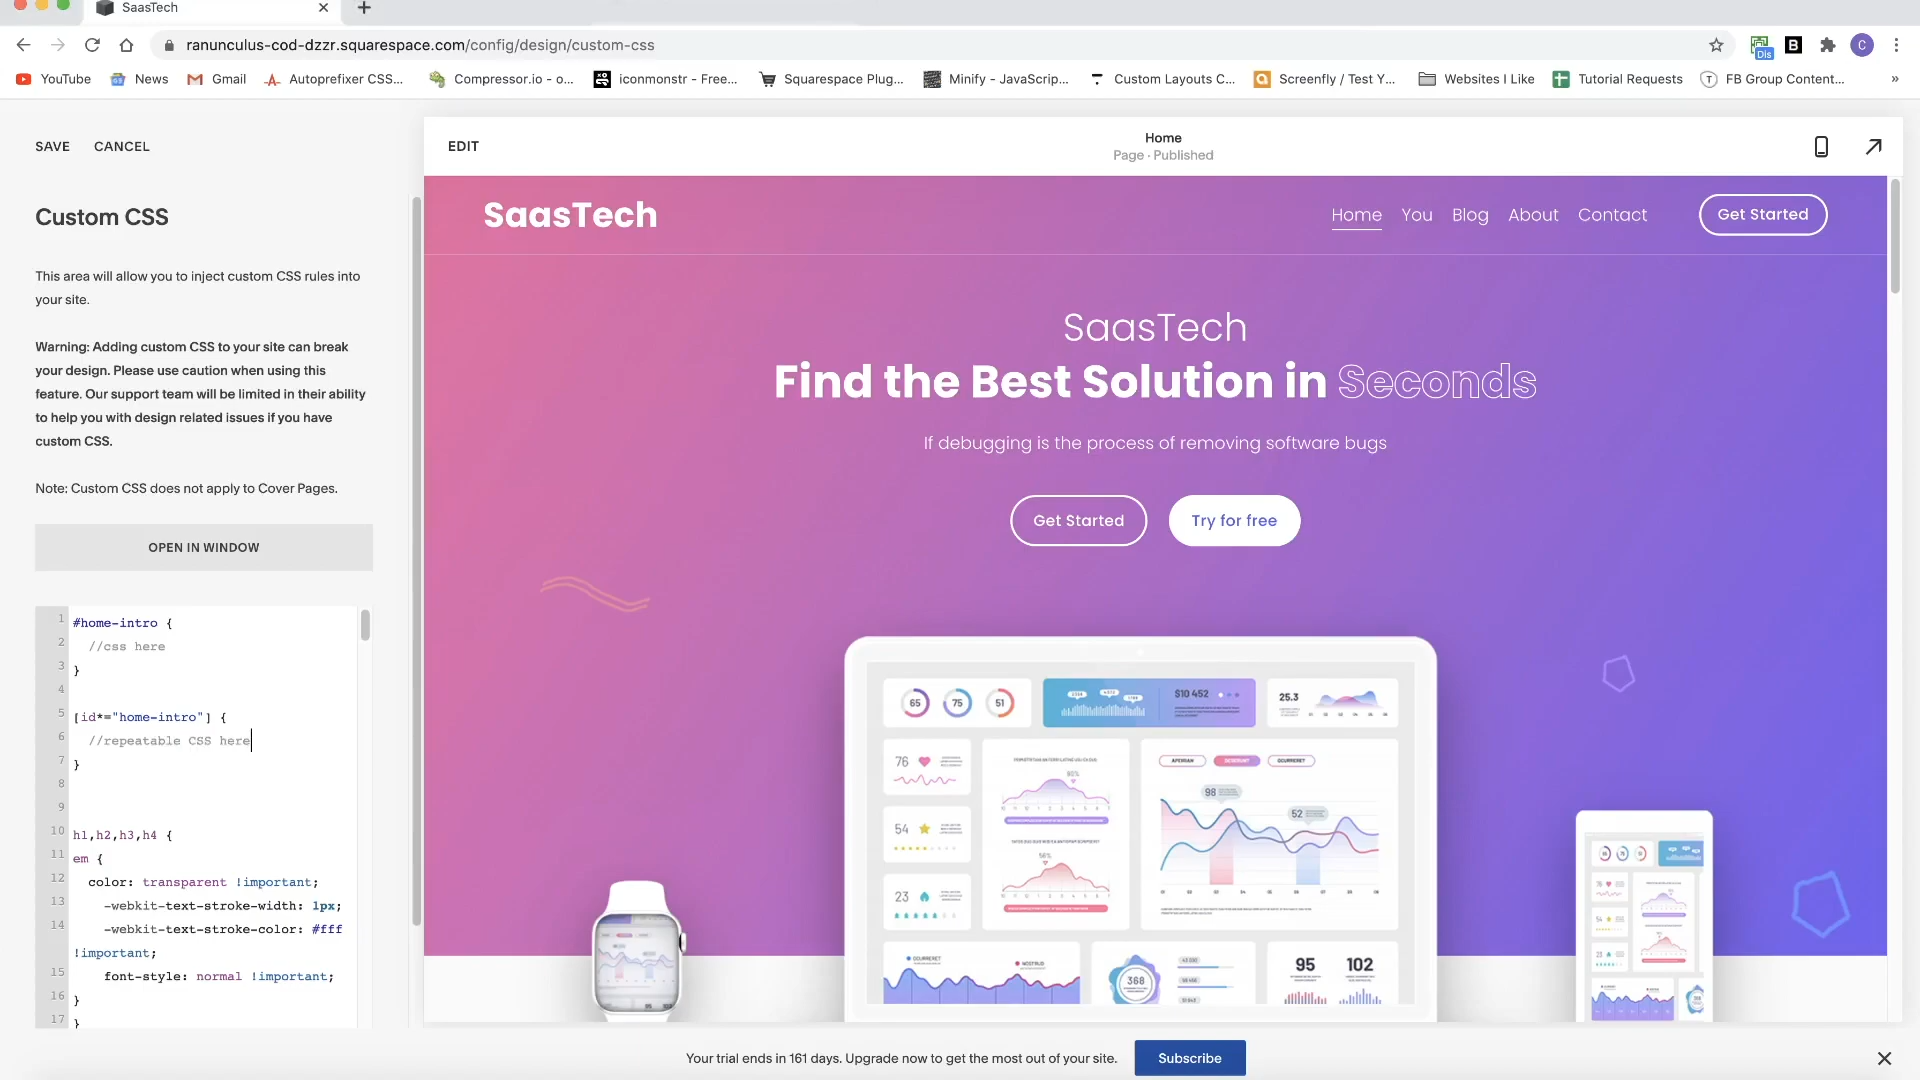 SaasTech
ranunculus-cod-dzzr.squarespace.com/config/design/custom-css
YouTube News Gmail Autoprefixer CSS... Compressor.io - o... iconmonstr - Free... Squarespace Plug... Minify - JavaScrip... Custom Layouts C... Screenfly / Test Y... Websites I Like Tutorial Requests FB Group Content... »
SAVE CANCEL
EDIT
Home
Page · Published
Custom CSS
This area will allow you to inject custom CSS rules into
your site.
Warning: Adding custom CSS to your site can break
your design. Please use caution when using this
feature. Our support team will be limited in their ability
to help you with design related issues if you have
custom CSS.
Note: Custom CSS does not apply to Cover Pages.
OPEN IN WINDOW
1 #home-intro {
2 //css here
3 }
4
5 [id*="home-intro"] {
6 //repeatable CSS here
7 }
8
9
10 h1,h2,h3,h4 {
11 em {
12 color: transparent !important;
13 -webkit-text-stroke-width: 1px;
14 -webkit-text-stroke-color: #fff
!important;
15 font-style: normal !important;
16 }
17 }
SaasTech
Home You Blog About Contact Get Started
SaasTech
Find the Best Solution in Seconds
If debugging is the process of removing software bugs
Get Started Try for free
65 75 51
$10 452
25.3
76
54
23
80%
56%
APERIAN DESERUNT OCURRERET
98
52
OCURRERET NOSTRUD
368
95 102
Your trial ends in 161 days. Upgrade now to get the most out of your site. Subscribe